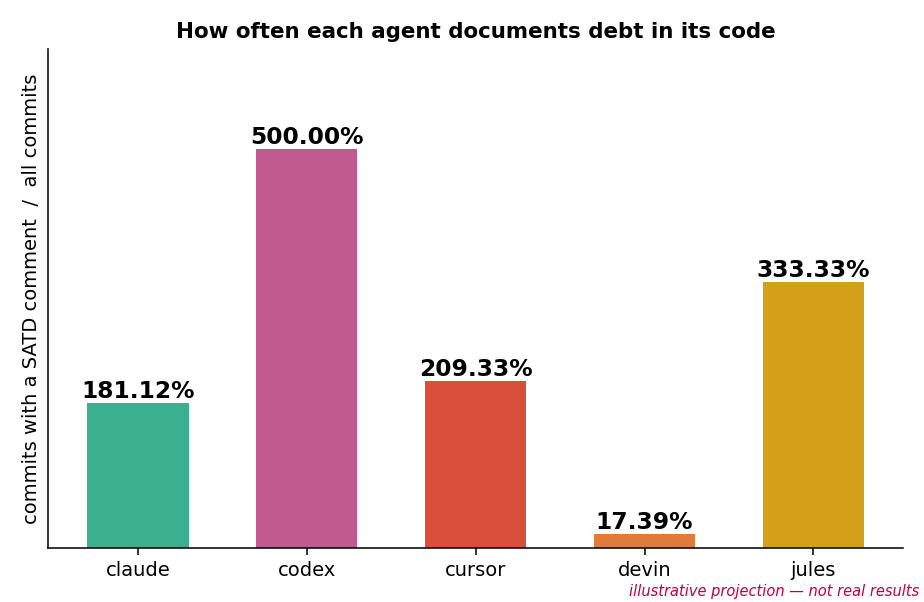 How often each agent documents debt in its code
commits with a SATD comment / all commits
181.12%
500.00%
209.33%
17.39%
333.33%
claude
codex
cursor
devin
jules
illustrative projection — not real results